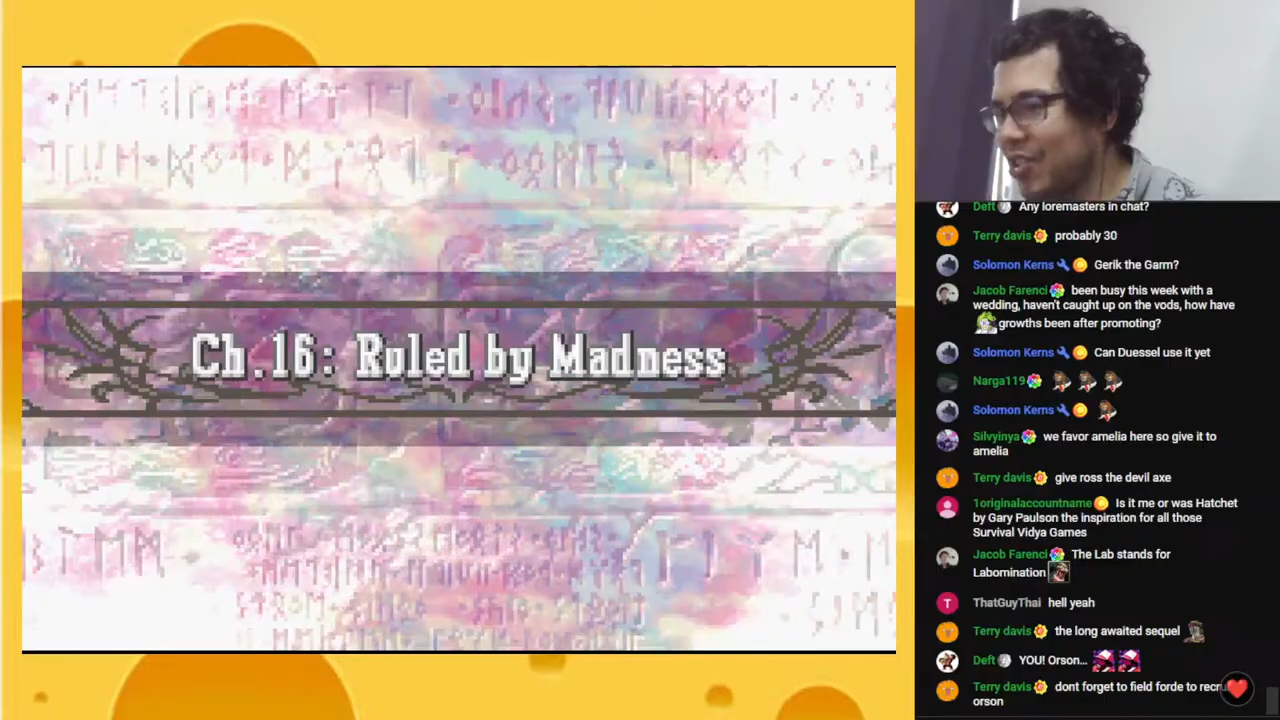 Ch.16: Ruled by Madness
Deft Any loremasters in chat?
Terry davis probably 30
Solomon Kerns Gerik the Garm?
Jacob Farenci been busy this week with a
wedding, haven't caught up on the vods, how have
growths been after promoting?
Solomon Kerns Can Duessel use it yet
Narga119
Solomon Kerns
Silvyinya we favor amelia here so give it to
amelia
Terry davis give ross the devil axe
1originalaccountname Is it me or was Hatchet
by Gary Paulson the inspiration for all those
Survival Vidya Games
Jacob Farenci The Lab stands for
Labomination
T ThatGuyThai hell yeah
Terry davis the long awaited sequel
Deft YOU! Orson...
Terry davis dont forget to field forde to recru
orson